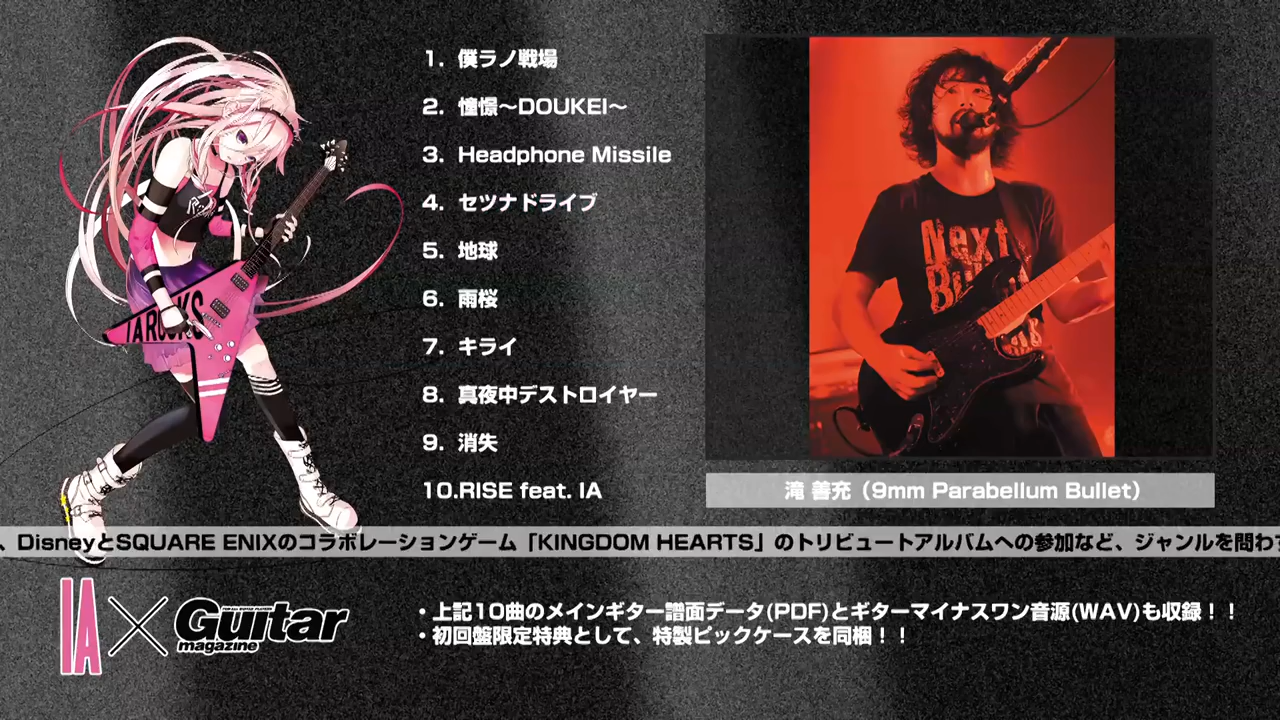 1. 僕ラノ戦場
2. 憧憬～DOUKEI～
3. Headphone Missile
4. セツナドライブ
5. 地球
6. 雨桜
7. キライ
8. 真夜中デストロイヤー
9. 消失
10.RISE feat. IA
IA ROCKS
Next
滝 善充（9mm Parabellum Bullet）
、DisneyとSQUARE ENIXのコラボレーションゲーム「KINGDOM HEARTS」のトリビュートアルバムへの参加など、ジャンルを問わず
IA
Guitar
magazine
・上記10曲のメインギター譜面データ(PDF)とギターマイナスワン音源(WAV)も収録！！
・初回盤限定特典として、特製ピックケースを同梱！！